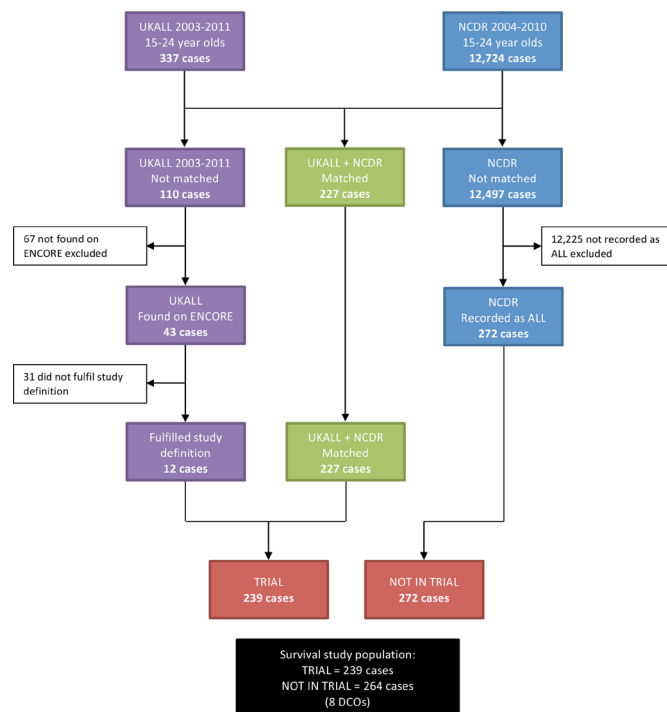 UKALL 2003-2011
15-24 year olds
337 cases
NCDR 2004-2010
15-24 year olds
12,724 cases
UKALL 2003-2011
Not matched
110 cases
UKALL + NCDR
Matched
227 cases
NCDR
Not matched
12,497 cases
67 not found on
ENCORE excluded
12,225 not recorded as
ALL excluded
UKALL
Found on ENCORE
43 cases
NCDR
Recorded as ALL
272 cases
31 did not fulfil study
definition
Fulfilled study
definition
12 cases
UKALL + NCDR
Matched
227 cases
TRIAL
239 cases
NOT IN TRIAL
272 cases
Survival study population:
TRIAL = 239 cases
NOT IN TRIAL = 264 cases
(8 DCOs)